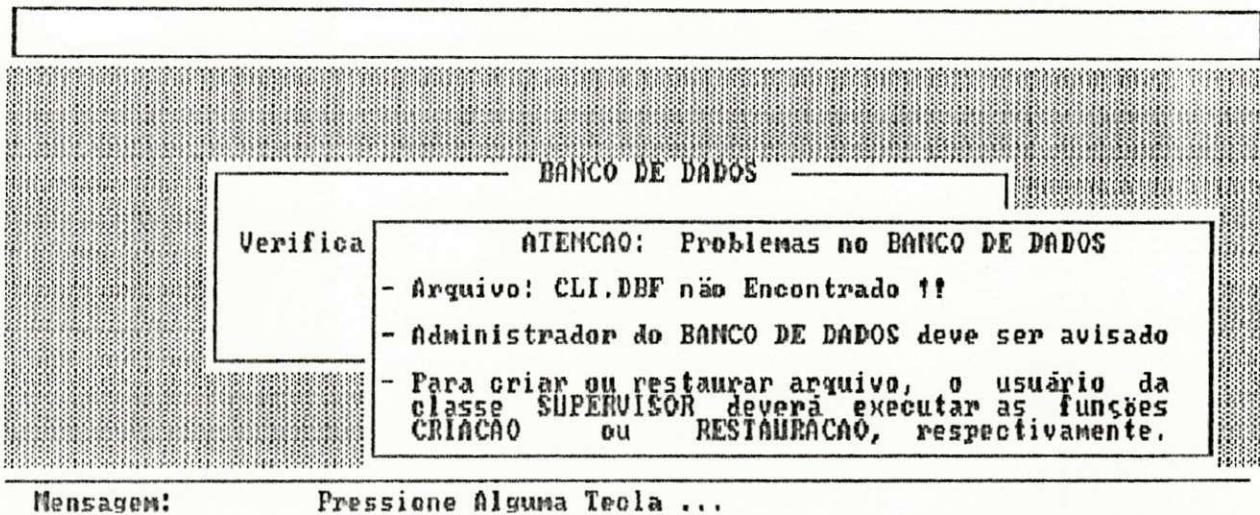 BANCO DE DADOS
Verifica
ATENCAO: Problemas no BANCO DE DADOS
- Arquivo: CLI.DBF não Encontrado !!
- Administrador do BANCO DE DADOS deve ser avisado
- Para criar ou restaurar arquivo, o usuário da
classe SUPERVISOR deverá executar as funções
CRIACAO ou RESTAURACAO, respectivamente.
Mensagem: Pressione Alguma Tecla ...